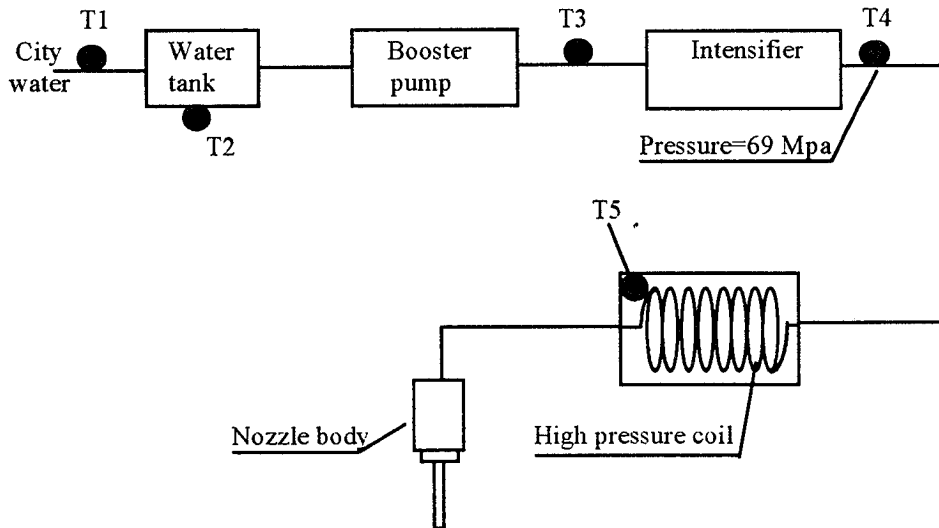 T1
T3
T4
City
water
Water
tank
Booster
pump
Intensifier
T2
Pressure=69 Mpa
T5
Nozzle body
High pressure coil